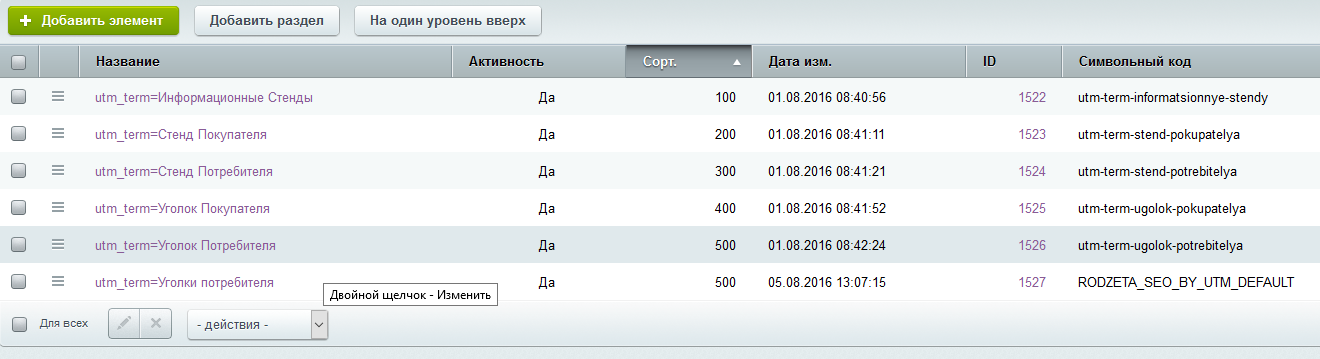 + Добавить элемент Добавить раздел На один уровень вверх
Название Активность Сорт. Дата изм. ID Символьный код
utm_term=Информационные Стенды Да 100 01.08.2016 08:40:56 1522 utm-term-informatsionnye-stendy
utm_term=Стенд Покупателя Да 200 01.08.2016 08:41:11 1523 utm-term-stend-pokupatelya
utm_term=Стенд Потребителя Да 300 01.08.2016 08:41:21 1524 utm-term-stend-potrebitelya
utm_term=Уголок Покупателя Да 400 01.08.2016 08:41:52 1525 utm-term-ugolok-pokupatelya
utm_term=Уголок Потребителя Да 500 01.08.2016 08:42:24 1526 utm-term-ugolok-potrebitelya
utm_term=Уголки потребителя Да 500 05.08.2016 13:07:15 1527 RODZETA_SEO_BY_UTM_DEFAULT
Двойной щелчок - Изменить
Для всех - действия -